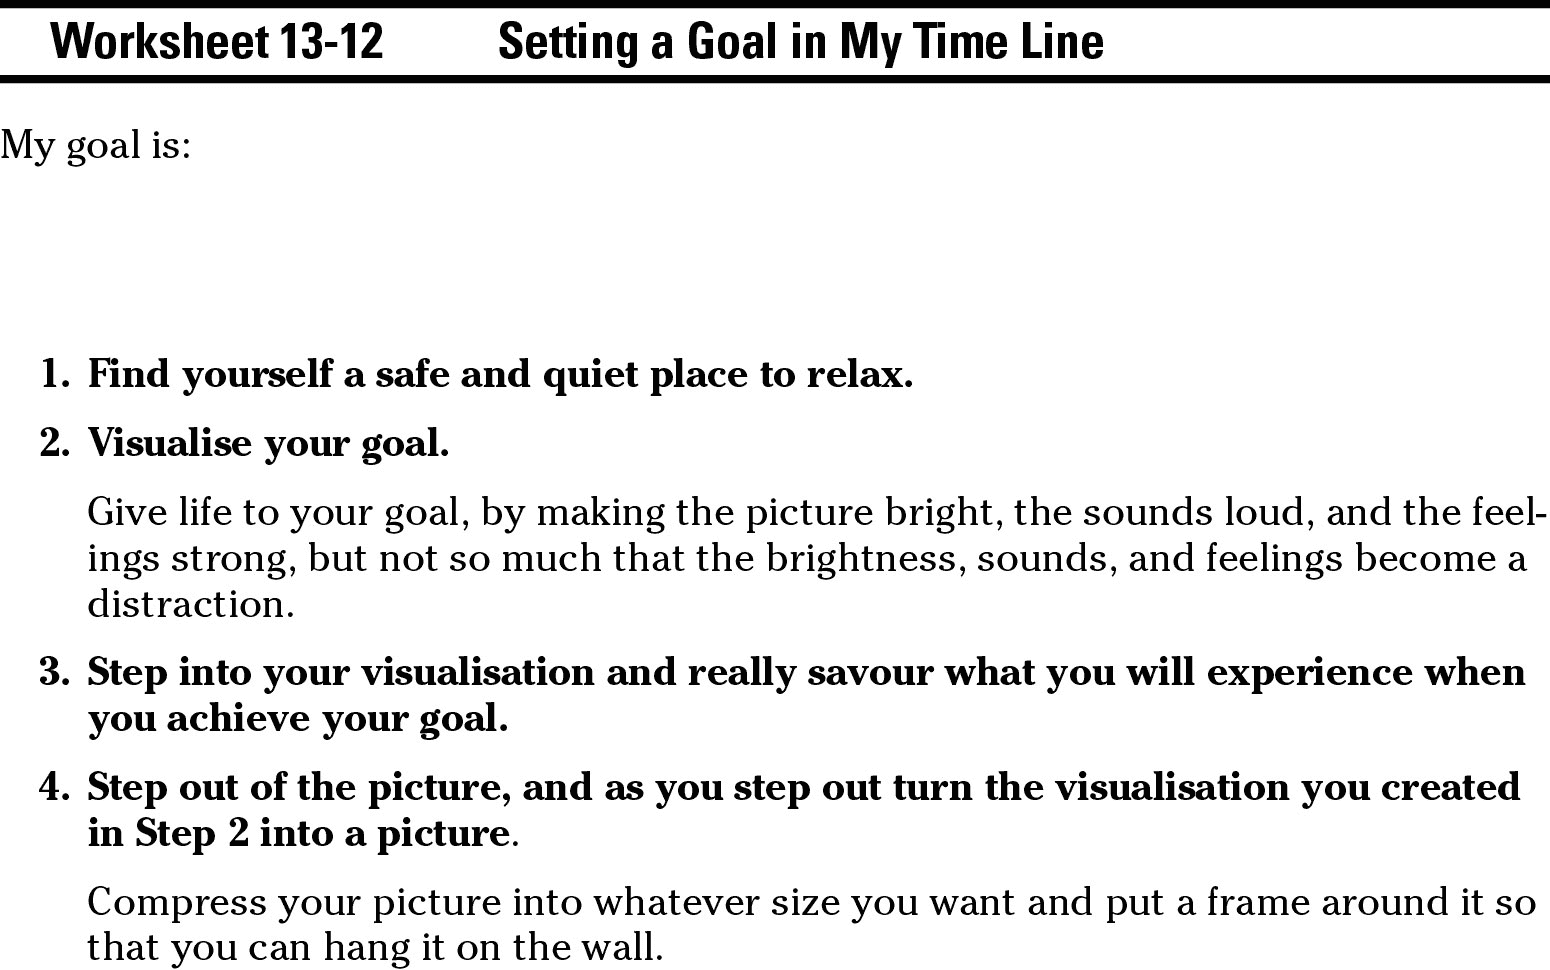 Worksheet 13-12 Setting a Goal in My Time Line
My goal is:
1. Find yourself a safe and quiet place to relax.
2. Visualise your goal.
Give life to your goal, by making the picture bright, the sounds loud, and the feel-
ings strong, but not so much that the brightness, sounds, and feelings become a
distraction.
3. Step into your visualisation and really savour what you will experience when
you achieve your goal.
4. Step out of the picture, and as you step out turn the visualisation you created
in Step 2 into a picture.
Compress your picture into whatever size you want and put a frame around it so
that you can hang it on the wall.